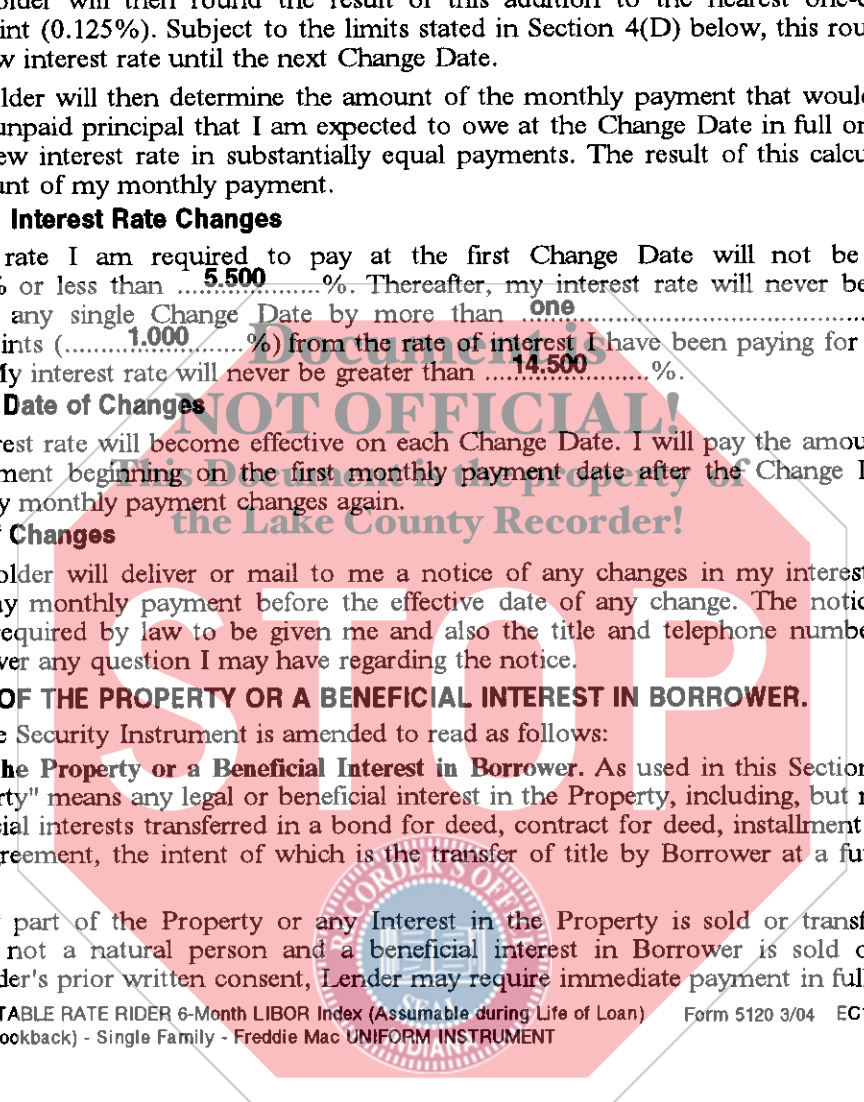 older will then round the result of this addition to the nearest one-
int (0.125%). Subject to the limits stated in Section 4(D) below, this rou
w interest rate until the next Change Date.
lder will then determine the amount of the monthly payment that would
unpaid principal that I am expected to owe at the Change Date in full on
ew interest rate in substantially equal payments. The result of this calcu
unt of my monthly payment.
Interest Rate Changes
rate I am required to pay at the first Change Date will not be
% or less than .....5.500.......%. Thereafter, my interest rate will never be
any single Change Date by more than one
ints (.........1.000.......%) from the rate of interest I have been paying for
My interest rate will never be greater than .....14.500.........%.
Date of Changes
rest rate will become effective on each Change Date. I will pay the amou
ment beginning on the first monthly payment date after the Change D
y monthly payment changes again.
f Changes
older will deliver or mail to me a notice of any changes in my interest
ny monthly payment before the effective date of any change. The notic
required by law to be given me and also the title and telephone numbe
ver any question I may have regarding the notice.
OF THE PROPERTY OR A BENEFICIAL INTEREST IN BORROWER.
e Security Instrument is amended to read as follows:
he Property or a Beneficial Interest in Borrower. As used in this Section
rty" means any legal or beneficial interest in the Property, including, but n
cial interests transferred in a bond for deed, contract for deed, installment
greement, the intent of which is the transfer of title by Borrower at a fu
part of the Property or any Interest in the Property is sold or transf
not a natural person and a beneficial interest in Borrower is sold o
der's prior written consent, Lender may require immediate payment in full
TABLE RATE RIDER 6-Month LIBOR Index (Assumable during Life of Loan) Form 5120 3/04 EC
ookback) - Single Family - Freddie Mac UNIFORM INSTRUMENT
Document is
NOT OFFICIAL!
This Document is the property of
the Lake County Recorder!
STOP
RECORDER'S OFFICE
SEAL
INDIANA